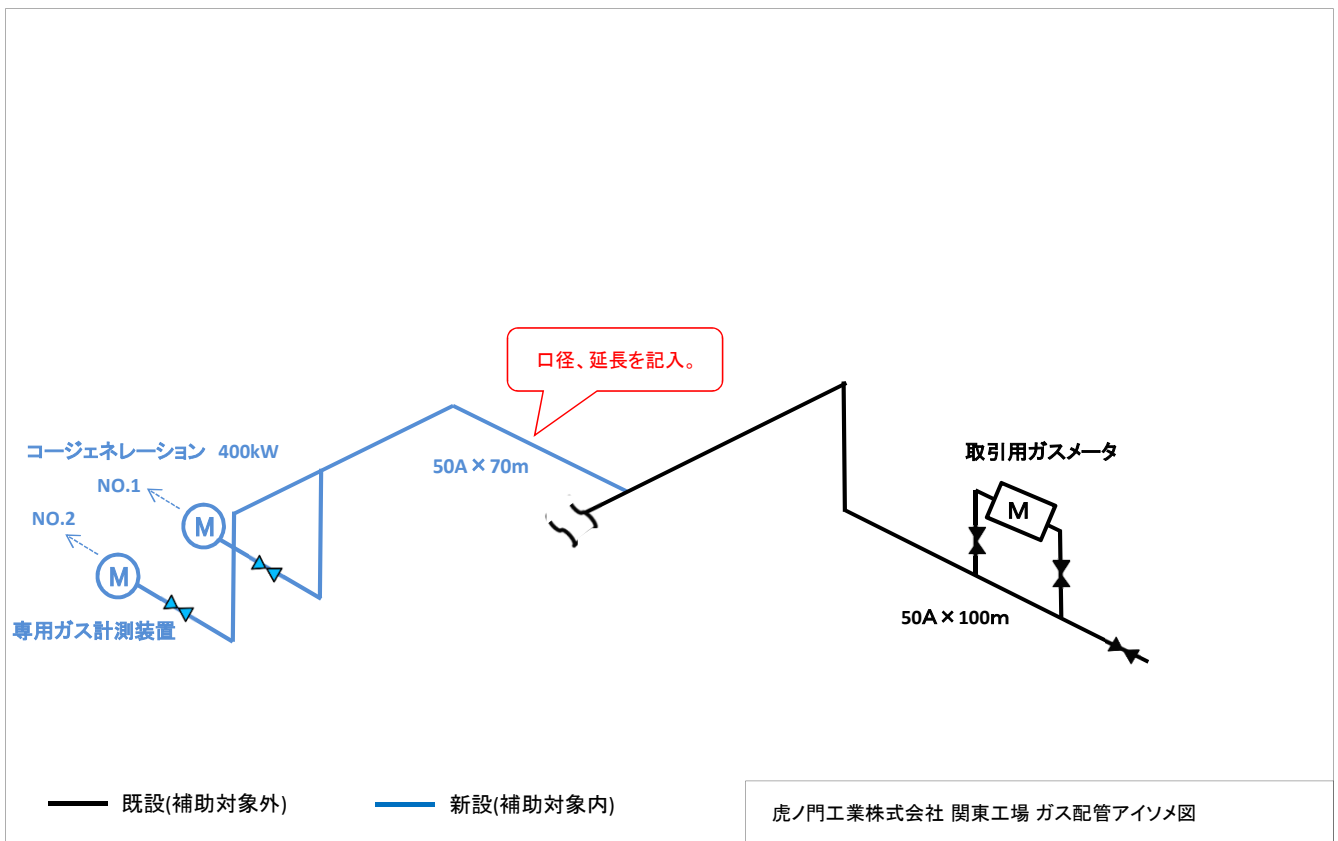 口径、延長を記入。
コージェネレーション 400kW
50A×70m
取引用ガスメータ
NO.1
M
NO.2
M
M
専用ガス計測装置
50A×100m
既設(補助対象外)
新設(補助対象内)
虎ノ門工業株式会社 関東工場 ガス配管アイソメ図